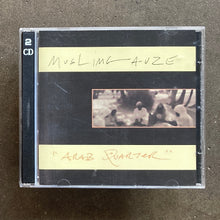 2
CD
MUSLIMGAUZE
"ARAB QUARTER"